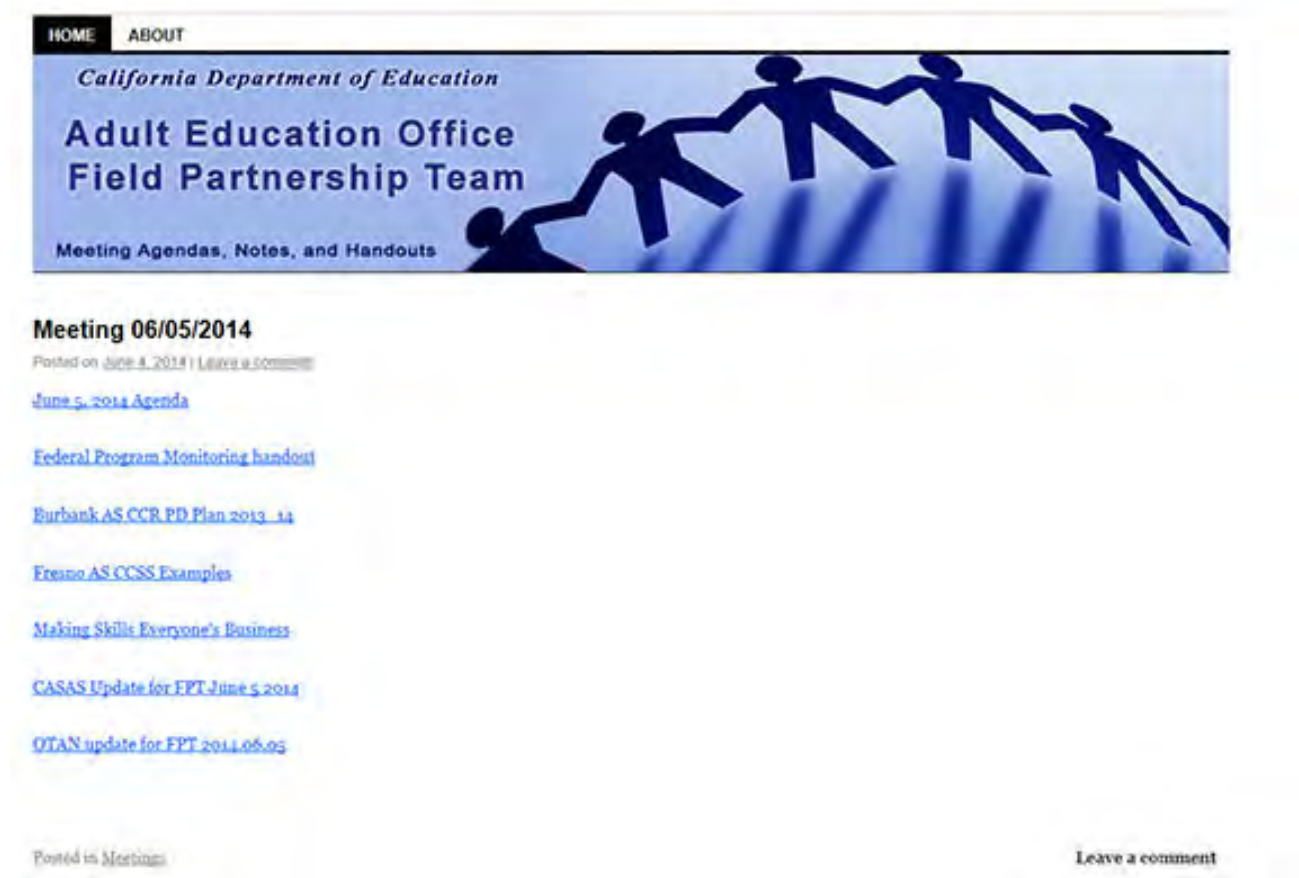 HOME ABOUT
California Department of Education
Adult Education Office
Field Partnership Team
Meeting Agendas, Notes, and Handouts
Meeting 06/05/2014
Posted on June 4, 2014 | Leave a comment
June 5, 2014 Agenda
Federal Program Monitoring handout
Burbank AS CCR PD Plan 2013_14
Fresno AS CCSS Examples
Making Skills Everyone's Business
CASAS Update for FPT June 5 2014
OTAN update for FPT 2014.06.05
Posted in Meetings Leave a comment